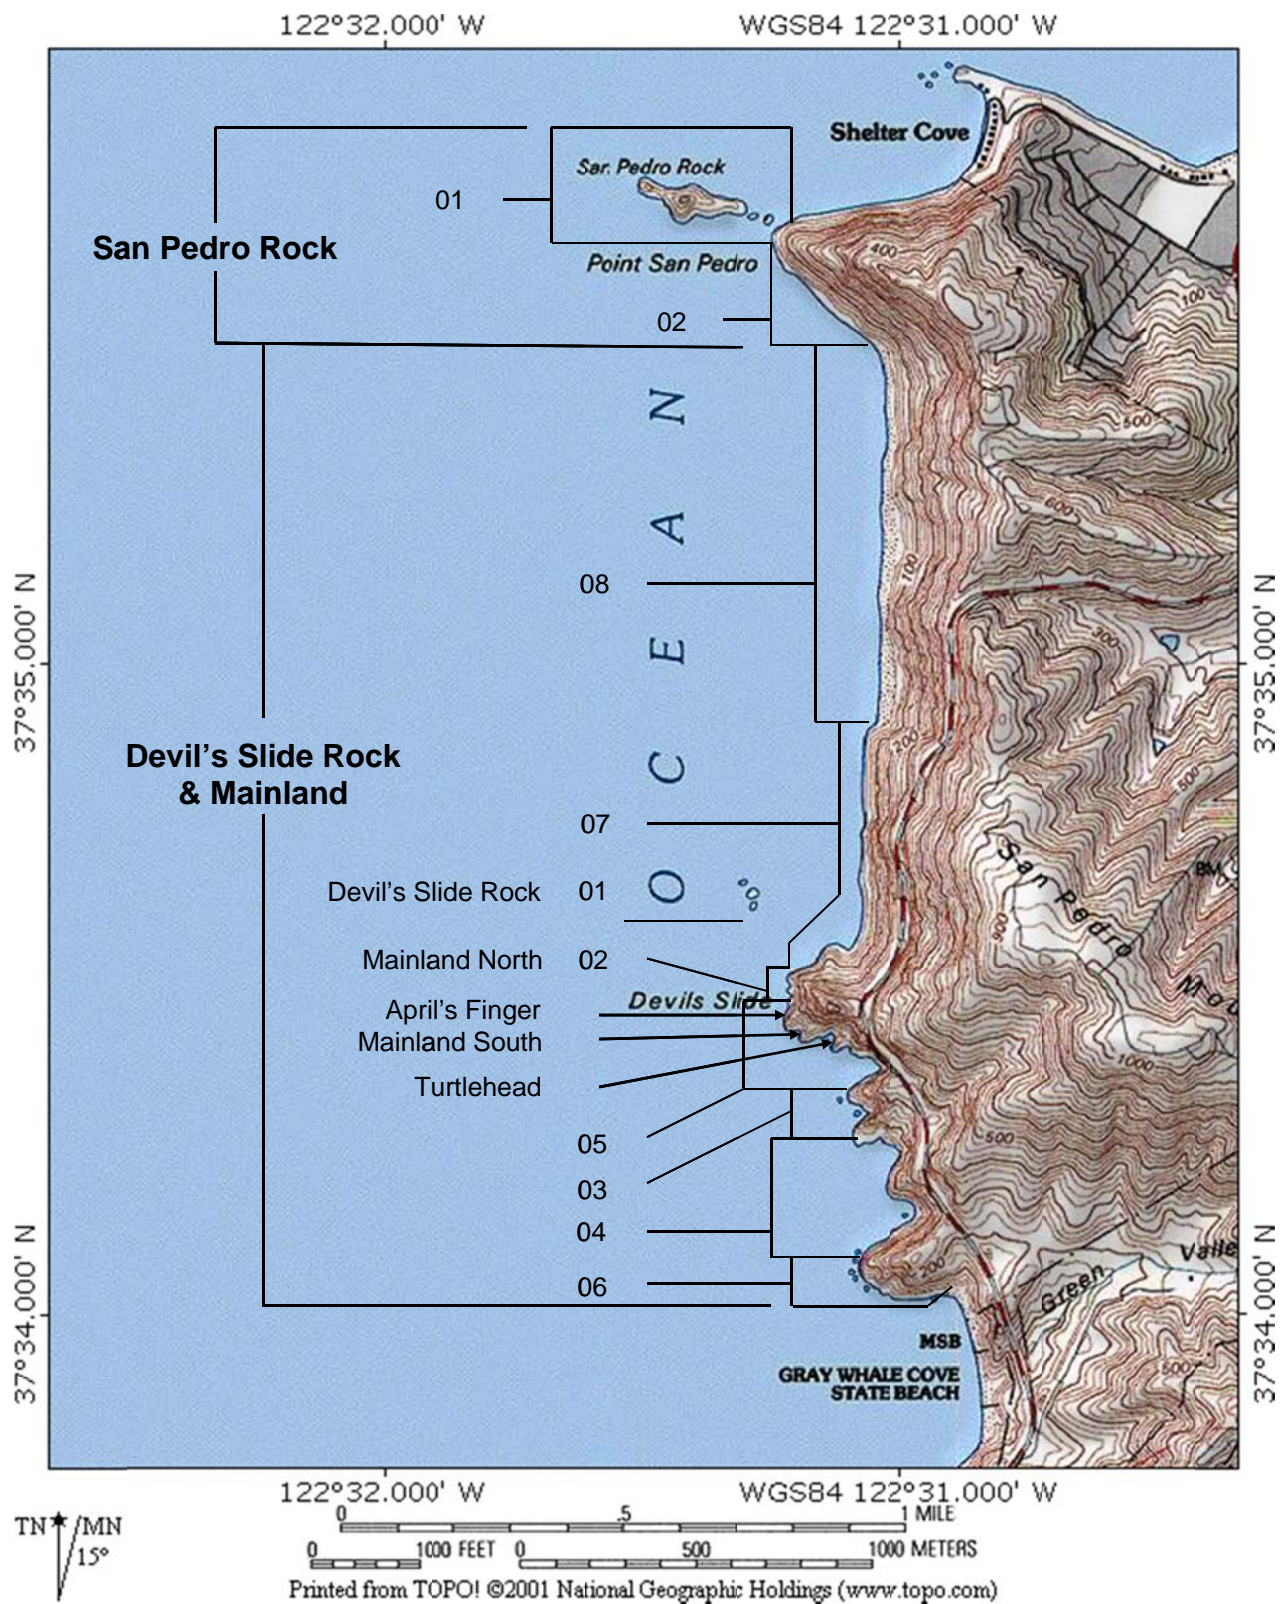 122°32.000' W WGS84 122°31.000' W
Shelter Cove
San Pedro Rock
01
San Pedro Rock
Point San Pedro
400
100
02
500
OCEAN
600
08
100
37°35.000' N
37°35.000' N
300
200
Devil's Slide Rock
& Mainland
500
07
San Pedro Mou
BM
900
Devil's Slide Rock 01
Mainland North 02
Devils Slide
April's Finger
Mainland South
1000
Turtlehead
05
500
03
04
Green Valle
200
06
37°34.000' N
37°34.000' N
MSB
GRAY WHALE COVE
STATE BEACH
500
122°32.000' W WGS84 122°31.000' W
TN MN
15°
0 .5 1 MILE
0 1000 FEET 0 500 1000 METERS
Printed from TOPO! ©2001 National Geographic Holdings (www.topo.com)